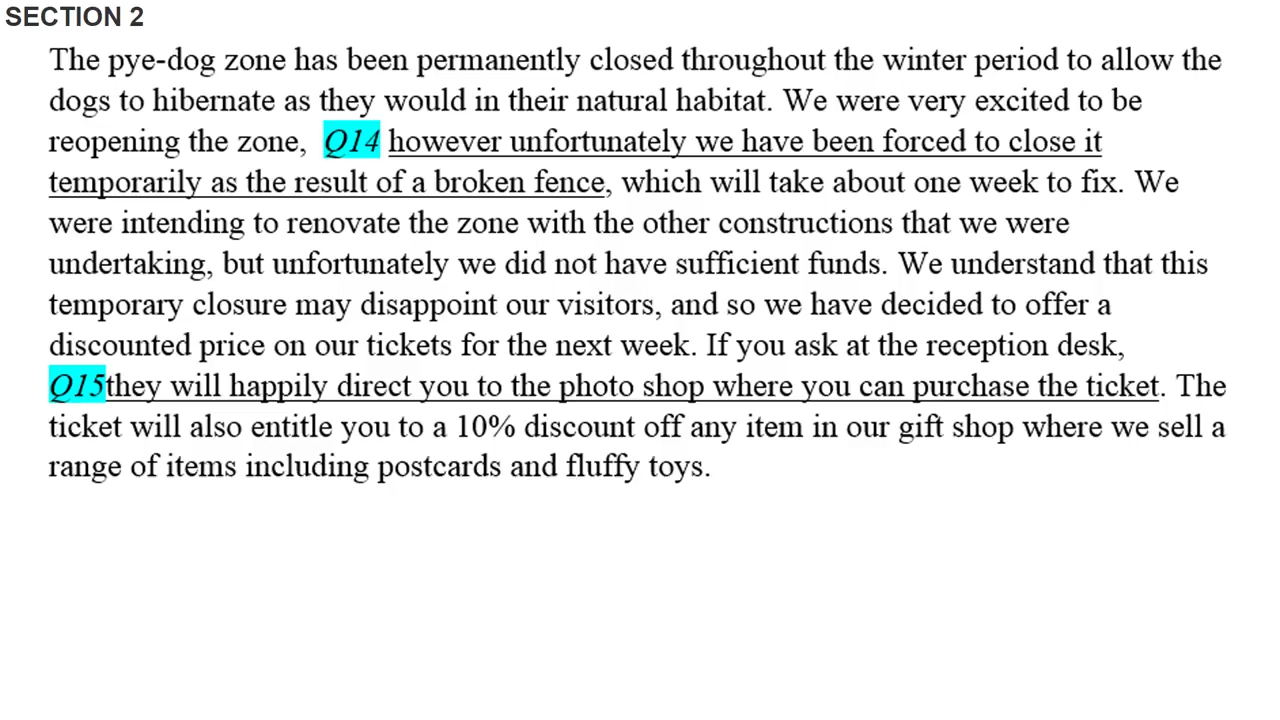 SECTION 2
The pye-dog zone has been permanently closed throughout the winter period to allow the
dogs to hibernate as they would in their natural habitat. We were very excited to be
reopening the zone, Q14 however unfortunately we have been forced to close it
temporarily as the result of a broken fence, which will take about one week to fix. We
were intending to renovate the zone with the other constructions that we were
undertaking, but unfortunately we did not have sufficient funds. We understand that this
temporary closure may disappoint our visitors, and so we have decided to offer a
discounted price on our tickets for the next week. If you ask at the reception desk,
Q15they will happily direct you to the photo shop where you can purchase the ticket. The
ticket will also entitle you to a 10% discount off any item in our gift shop where we sell a
range of items including postcards and fluffy toys.